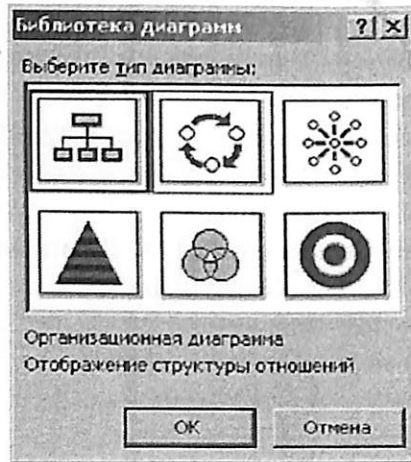 Библиотека диаграмм
Выберите тип диаграммы:
Организационная диаграмма
Отображение структуры отношений
ОК
Отмена